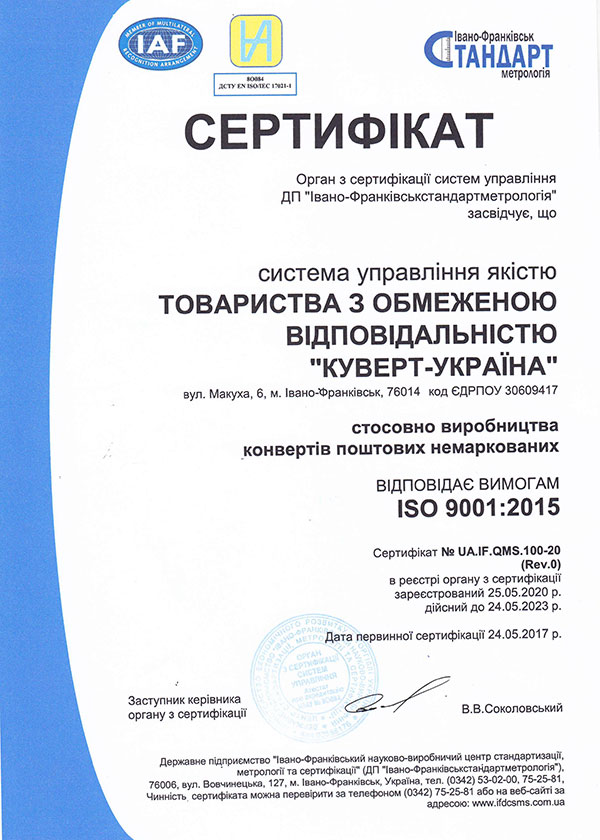 MEMBER OF MULTILATERAL
IAF
RECOGNITION ARRANGEMENT
8О084
ДСТУ EN ISO/IEC 17021-1
Івано-Франківськ
СТАНДАРТ
метрологія
СЕРТИФІКАТ
Орган з сертифікації систем управління
ДП "Івано-Франківськстандартметрологія"
засвідчує, що
система управління якістю
ТОВАРИСТВА З ОБМЕЖЕНОЮ
ВІДПОВІДАЛЬНІСТЮ
"КУВЕРТ-УКРАЇНА"
вул. Макуха, 6, м. Івано-Франківськ, 76014 код ЄДРПОУ 30609417
стосовно виробництва
конвертів поштових немаркованих
ВІДПОВІДАЄ ВИМОГАМ
ISO 9001:2015
Сертифікат № UA.IF.QMS.100-20
(Rev.0)
в реєстрі органу з сертифікації
зареєстрований 25.05.2020 р.
дійсний до 24.05.2023 р.
Дата первинної сертифікації 24.05.2017 р.
ОРГАН
З СЕРТИФІКАЦІЇ
СИСТЕМ
УПРАВЛІННЯ
Заступник керівника
органу з сертифікації
В.В.Соколовський
Державне підприємство "Івано-Франківський науково-виробничий центр стандартизації,
метрології та сертифікації" (ДП "Івано-Франківськстандартметрологія"),
76006, вул. Вовчинецька, 127, м. Івано-Франківськ, Україна, тел. (0342) 53-02-00, 75-25-81,
Чинність сертифіката можна перевірити за телефоном (0342) 75-25-81 або на веб-сайті за
адресою: www.ifdcsms.com.ua